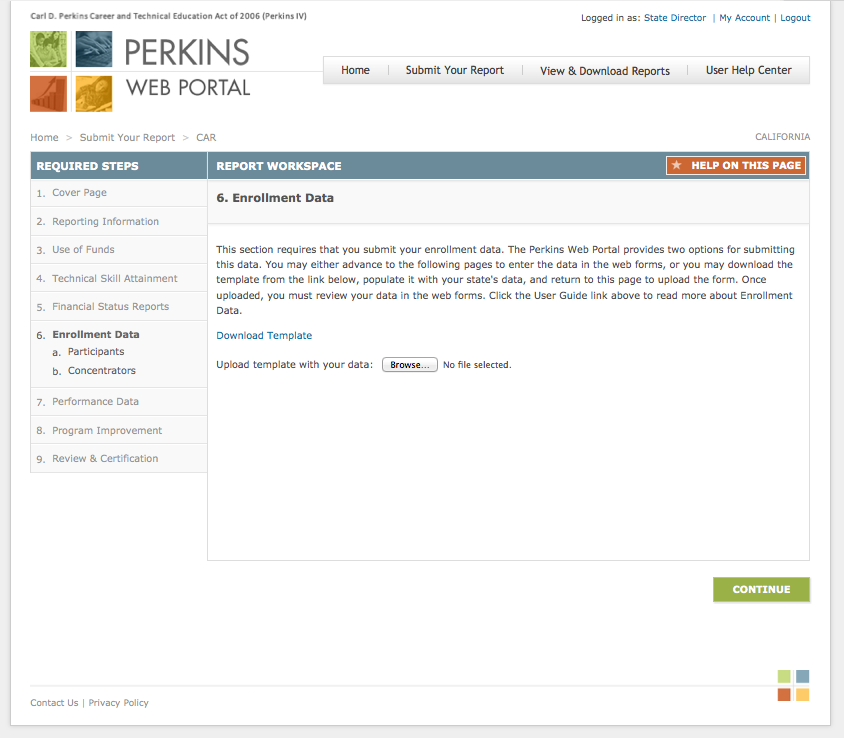 Carl D. Perkins Career and Technical Education Act of 2006 (Perkins IV)
Logged in as: State Director | My Account | Logout
PERKINS
WEB PORTAL
Home | Submit Your Report | View & Download Reports | User Help Center
Home > Submit Your Report > CAR
CALIFORNIA
REQUIRED STEPS
1. Cover Page
2. Reporting Information
3. Use of Funds
4. Technical Skill Attainment
5. Financial Status Reports
6. Enrollment Data
a. Participants
b. Concentrators
7. Performance Data
8. Program Improvement
9. Review & Certification
REPORT WORKSPACE
HELP ON THIS PAGE
6. Enrollment Data
This section requires that you submit your enrollment data. The Perkins Web Portal provides two options for submitting
this data. You may either advance to the following pages to enter the data in the web forms, or you may download the
template from the link below, populate it with your state's data, and return to this page to upload the form. Once
uploaded, you must review your data in the web forms. Click the User Guide link above to read more about Enrollment
Data.
Download Template
Upload template with your data: Browse... No file selected.
CONTINUE
Contact Us | Privacy Policy